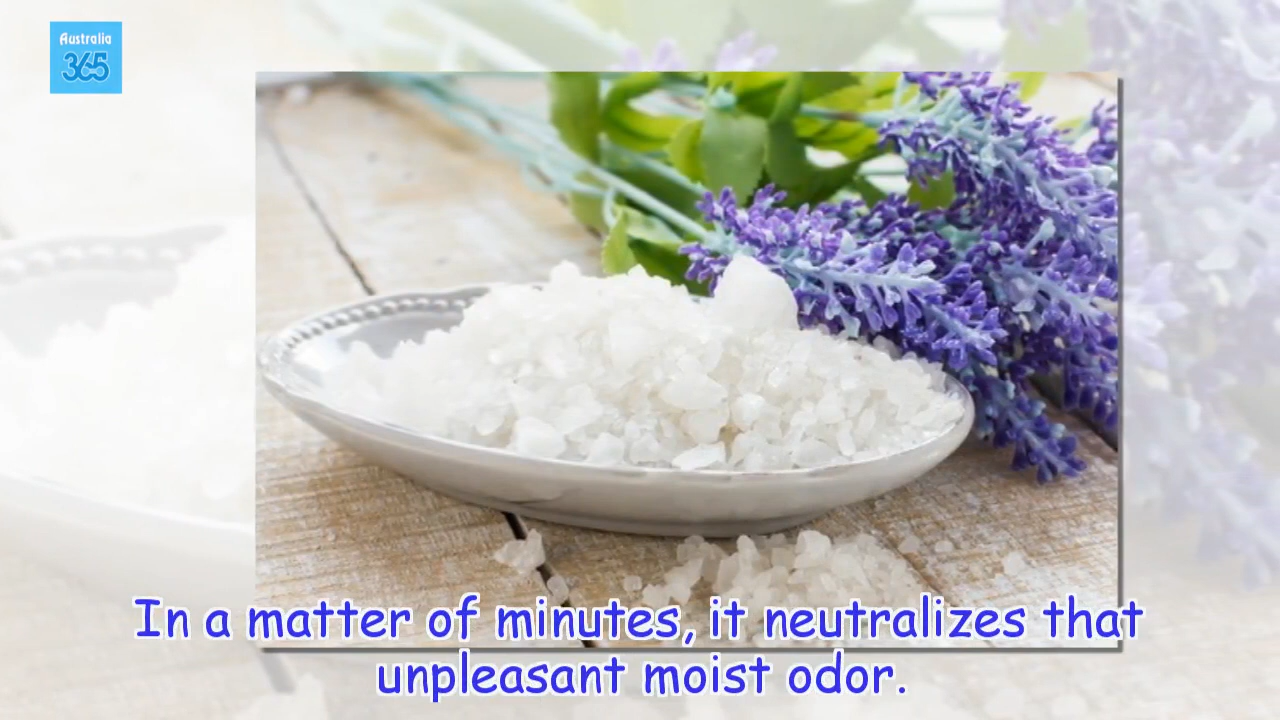 Australia
365
In a matter of minutes, it neutralizes that
unpleasant moist odor.